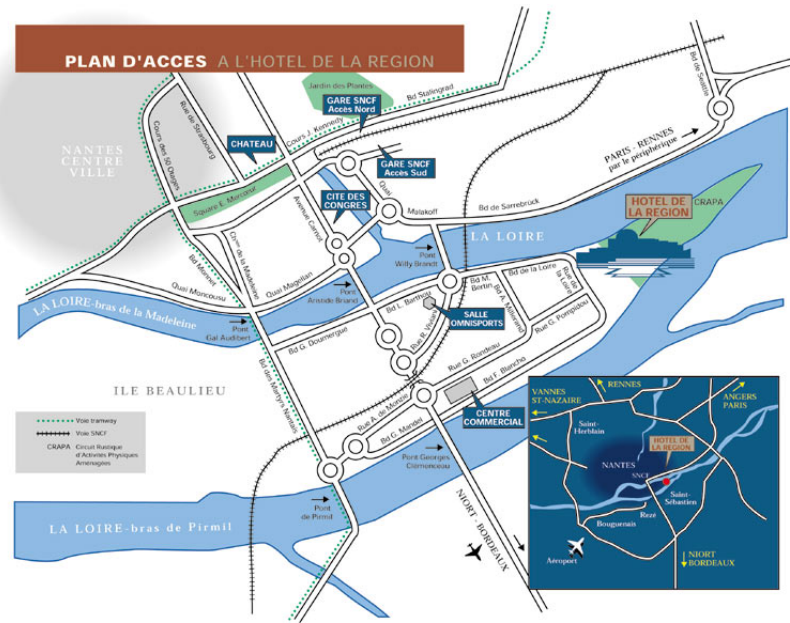 PLAN D'ACCES A L'HOTEL DE LA REGION
Jardin des Plantes
Bd Stalingrad
Bd de Seattle
GARE SNCF
Accès Nord
Cours J. Kennedy
Rue de Strasbourg
Cours des 50 Otages
NANTES
CENTRE
VILLE
CHATEAU
GARE SNCF
Accès Sud
PARIS - RENNES
par le périphérique
Square E. Mercœur
CITE DES
CONGRES
Quai
Malakoff
Bd de Sarrebrück
HOTEL DE
LA REGION
CRAPA
Avenue Carnot
LA LOIRE
Bd Monnet
de la Madeleine
Quai Magellan
Pont
Willy Brandt
Quai Moncousu
Pont
Aristide Briand
Bd M.
Bertin
Bd de la Loire
Rue de
la Loire
LA LOIRE-bras de la Madeleine
Bd L. Barthou
Bd A. Millerand
Rue G. Pompidou
SALLE
OMNISPORTS
Rue R. Viviani
Pont
Gal Audibert
Bd G. Doumergue
Rue G. Rondeau
Bd F. Blancho
ILE BEAULIEU
Bd des Martyrs Nantais
CENTRE
COMMERCIAL
Rue A. de Monzie
Bd G. Mandel
Voie tramway
Voie SNCF
CRAPA Circuit Rustique
d'Activités Physiques
Aménagées
Pont Georges
Clémenceau
Pont
de Pirmil
LA LOIRE-bras de Pirmil
NIORT - BORDEAUX
RENNES
VANNES
ST-NAZAIRE
ANGERS
PARIS
Saint-
Herblain
HOTEL DE
LA REGION
NANTES
SNCF
Saint-
Sébastien
Rezé
Bouguenais
Aéroport
NIORT
BORDEAUX